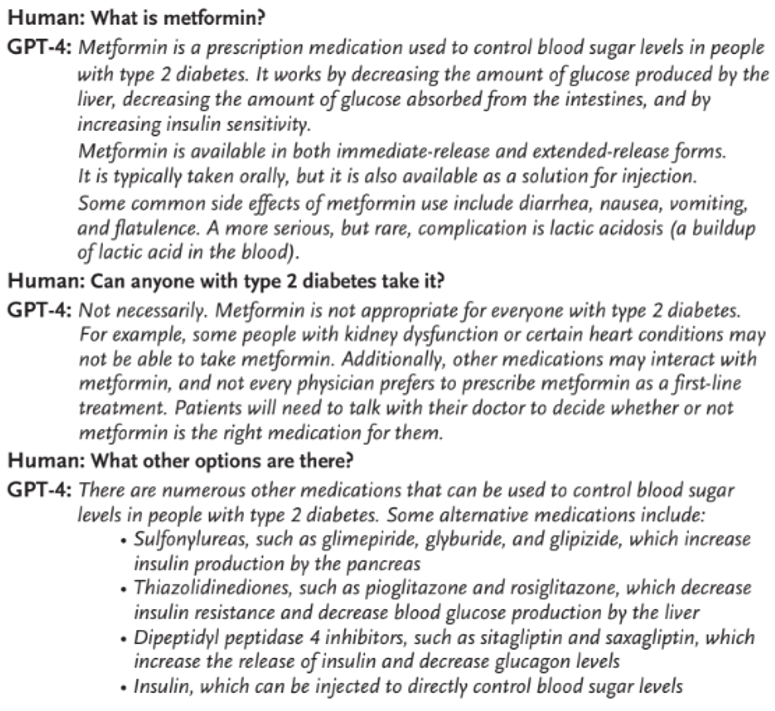 Human: What is metformin?
GPT-4: Metformin is a prescription medication used to control blood sugar levels in people
with type 2 diabetes. It works by decreasing the amount of glucose produced by the
liver, decreasing the amount of glucose absorbed from the intestines, and by
increasing insulin sensitivity.
Metformin is available in both immediate-release and extended-release forms.
It is typically taken orally, but it is also available as a solution for injection.
Some common side effects of metformin use include diarrhea, nausea, vomiting,
and flatulence. A more serious, but rare, complication is lactic acidosis (a buildup
of lactic acid in the blood).
Human: Can anyone with type 2 diabetes take it?
GPT-4: Not necessarily. Metformin is not appropriate for everyone with type 2 diabetes.
For example, some people with kidney dysfunction or certain heart conditions may
not be able to take metformin. Additionally, other medications may interact with
metformin, and not every physician prefers to prescribe metformin as a first-line
treatment. Patients will need to talk with their doctor to decide whether or not
metformin is the right medication for them.
Human: What other options are there?
GPT-4: There are numerous other medications that can be used to control blood sugar
levels in people with type 2 diabetes. Some alternative medications include:
• Sulfonylureas, such as glimepiride, glyburide, and glipizide, which increase
insulin production by the pancreas
• Thiazolidinediones, such as pioglitazone and rosiglitazone, which decrease
insulin resistance and decrease blood glucose production by the liver
• Dipeptidyl peptidase 4 inhibitors, such as sitagliptin and saxagliptin, which
increase the release of insulin and decrease glucagon levels
• Insulin, which can be injected to directly control blood sugar levels